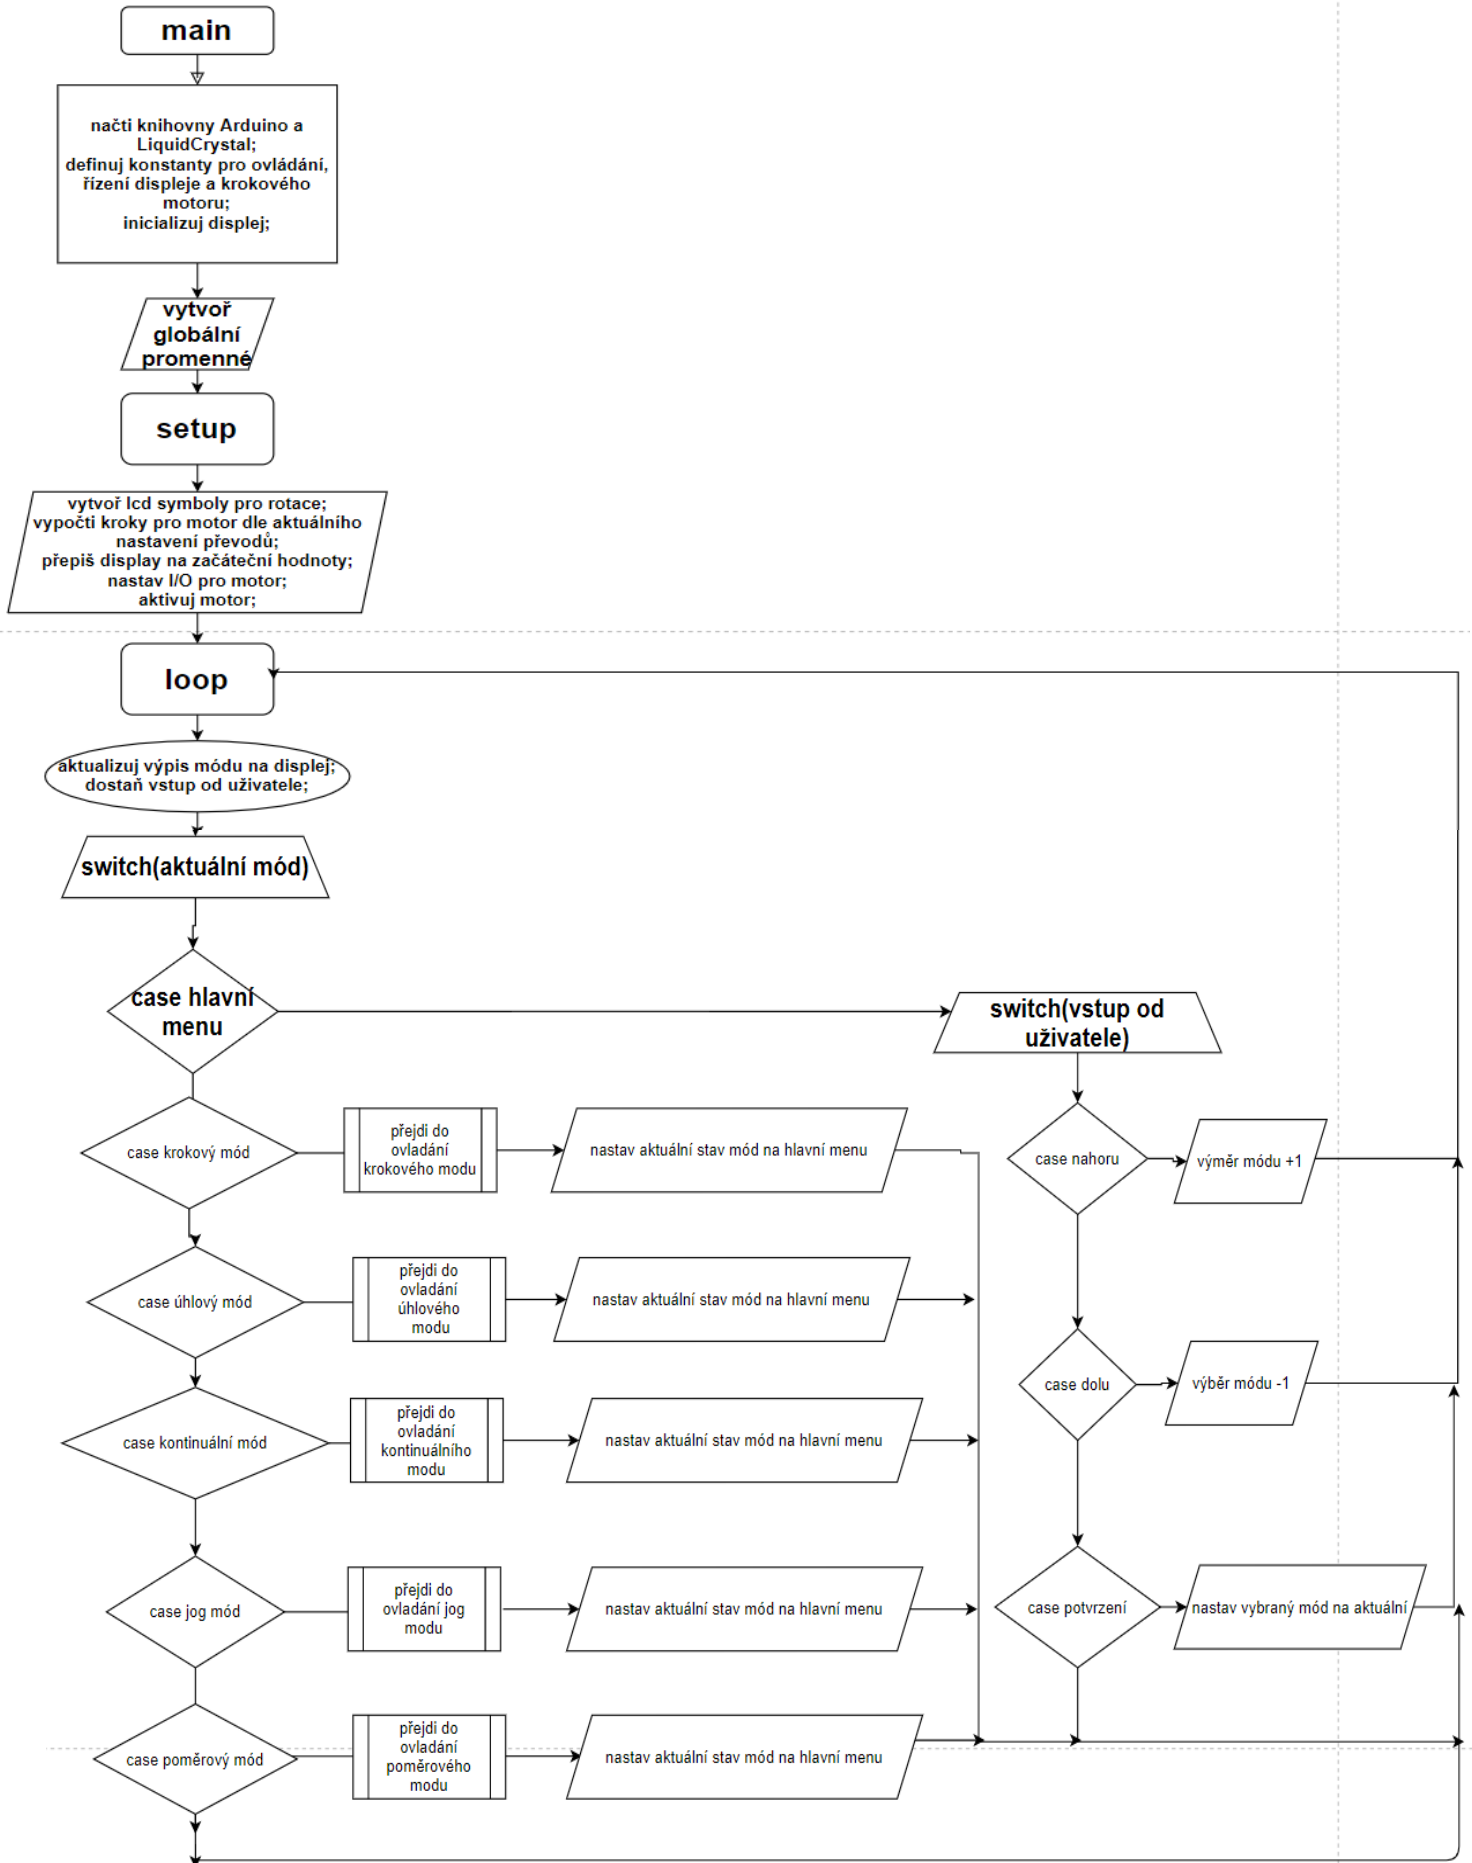 main
načti knihovny Arduino a
LiquidCrystal;
definuj konstanty pro ovládání,
řízení displeje a krokového
motoru;
inicializuj displej;
vytvoř
globální
promenné
setup
vytvoř lcd symboly pro rotace;
vypočti kroky pro motor dle aktuálního
nastavení převodů;
přepiš display na začáteční hodnoty;
nastav I/O pro motor;
aktivuj motor;
loop
aktualizuj výpis módu na displej;
dostaň vstup od uživatele;
switch(aktuální mód)
case hlavní
menu
switch(vstup od
uživatele)
case krokový mód
přejdi do
ovladání
krokového modu
nastav aktuální stav mód na hlavní menu
case nahoru
výměr módu +1
case úhlový mód
přejdi do
ovladání
úhlového
modu
nastav aktuální stav mód na hlavní menu
case dolu
výběr módu -1
case kontinuální mód
přejdi do
ovladání
kontinuálního
modu
nastav aktuální stav mód na hlavní menu
case jog mód
přejdi do
ovladání jog
modu
nastav aktuální stav mód na hlavní menu
case potvrzení
nastav vybraný mód na aktuální
case poměrový mód
přejdi do
ovladání
poměrového
modu
nastav aktuální stav mód na hlavní menu